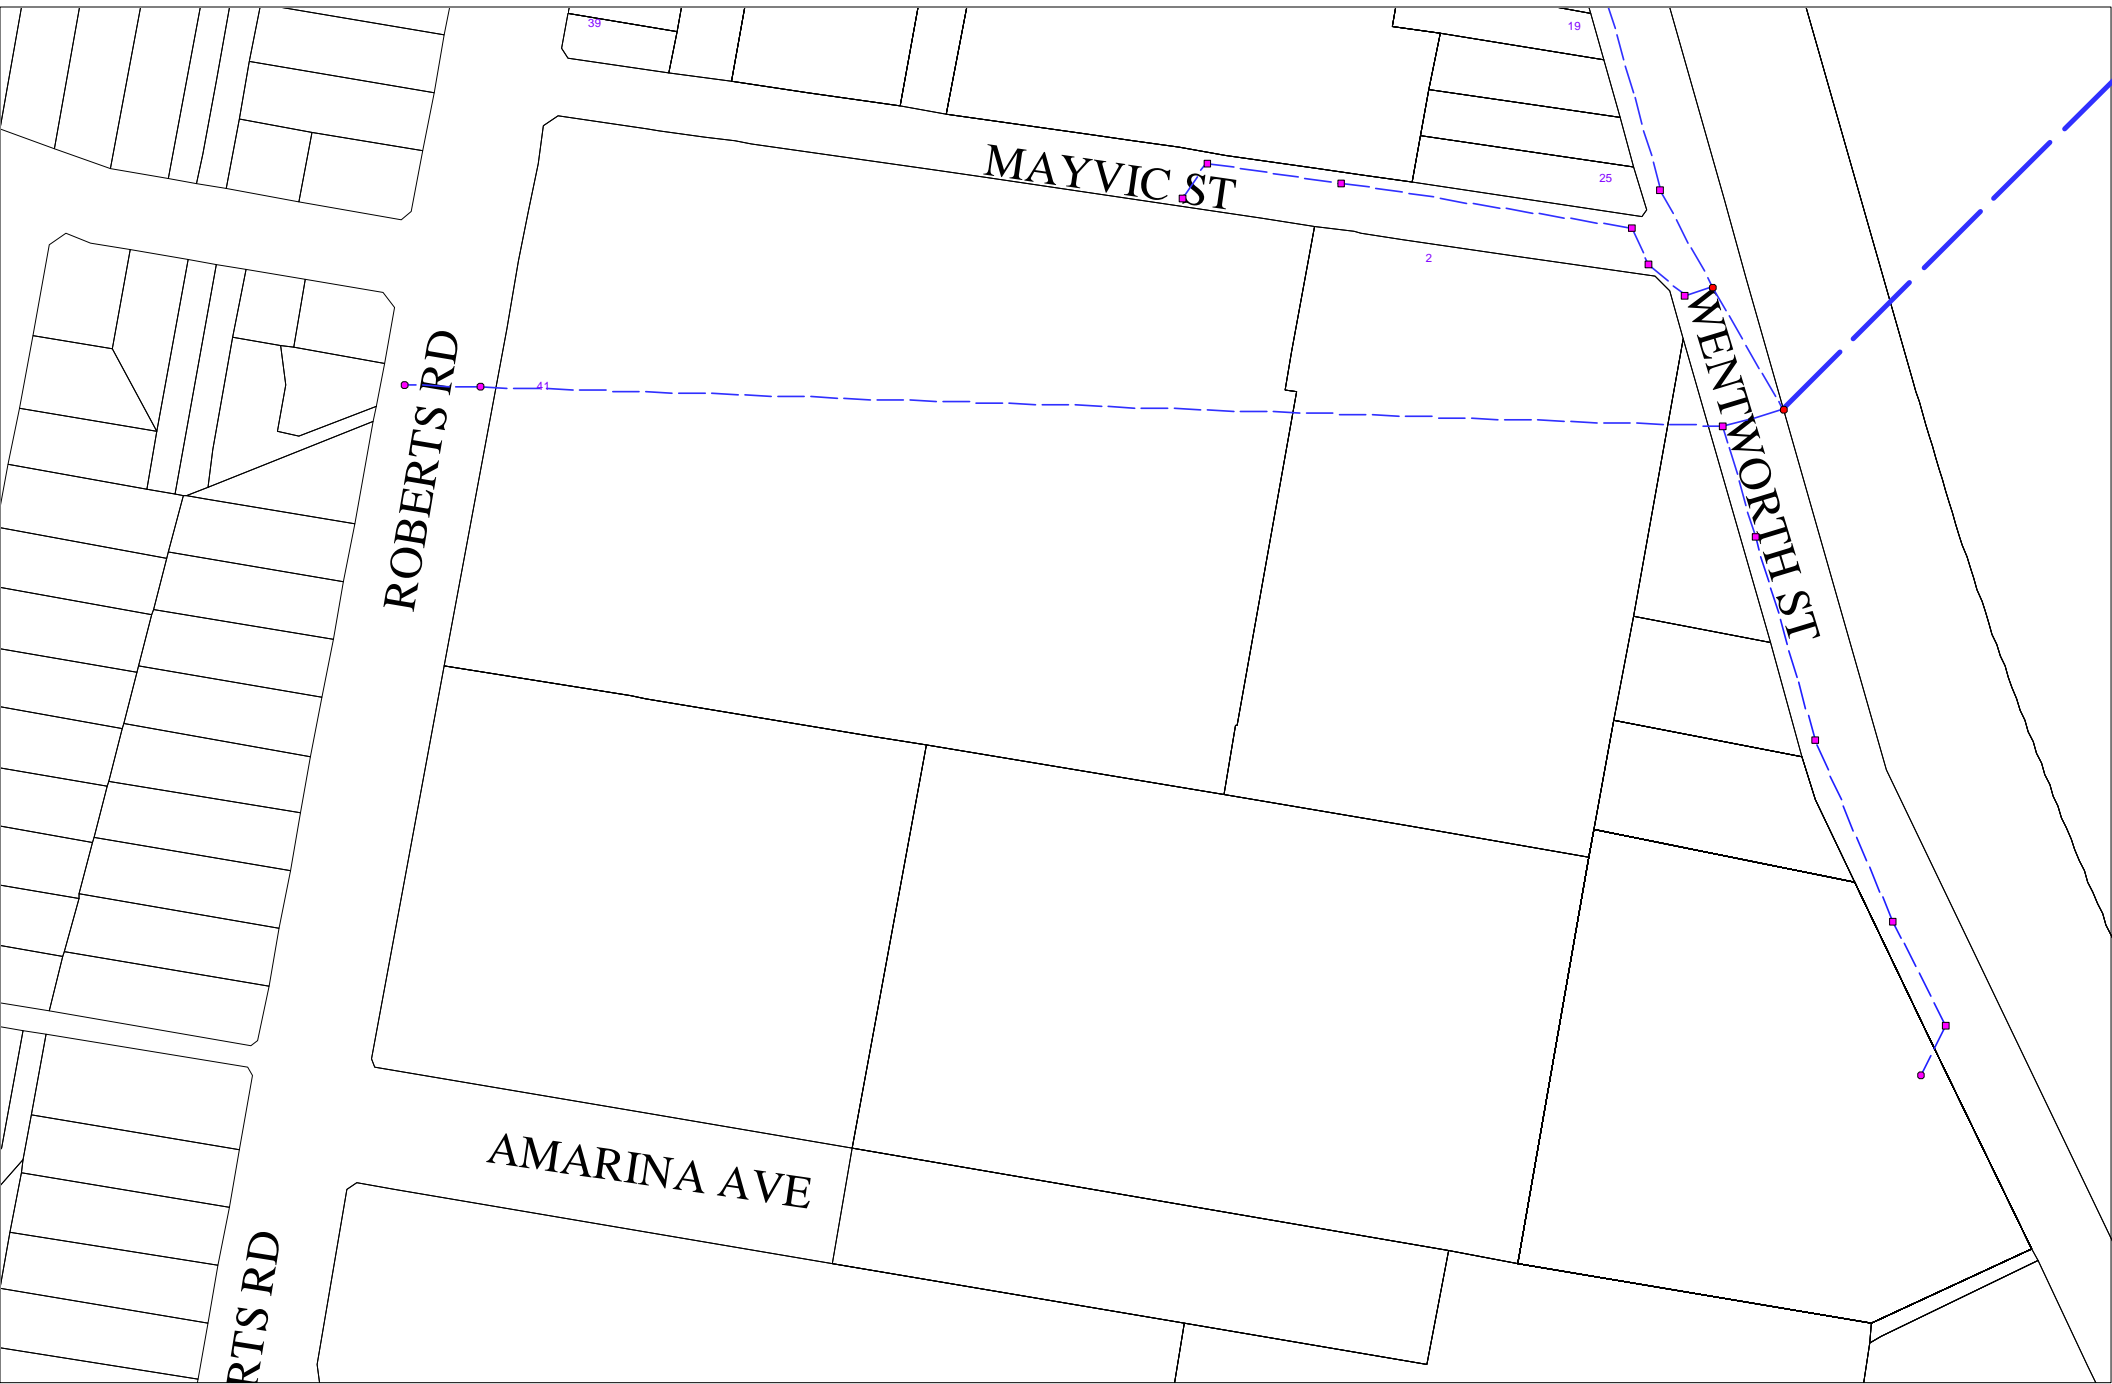 39
19
MAYVIC ST
25
2
WENTWORTH ST
41
ROBERTS RD
AMARINA AVE
RTS RD